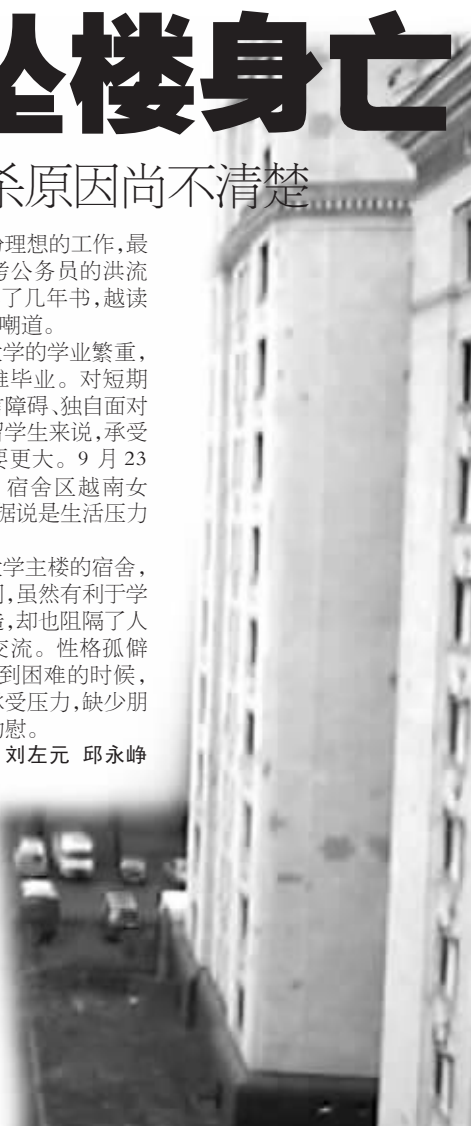 坠楼身亡
杀原因尚不清楚
份理想的工作,最
考公务员的洪流
了几年书,越读
嘲道。
学的学业繁重,
准毕业。对短期
障碍、独自面对
留学生来说,承受
要更大。9 月 23
宿舍区越南女
据说是生活压力
学主楼的宿舍,
,虽然有利于学
,却也阻隔了人
交流。性格孤僻
到困难的时候,
承受压力,缺少朋
慰。
刘左元 邱永峥